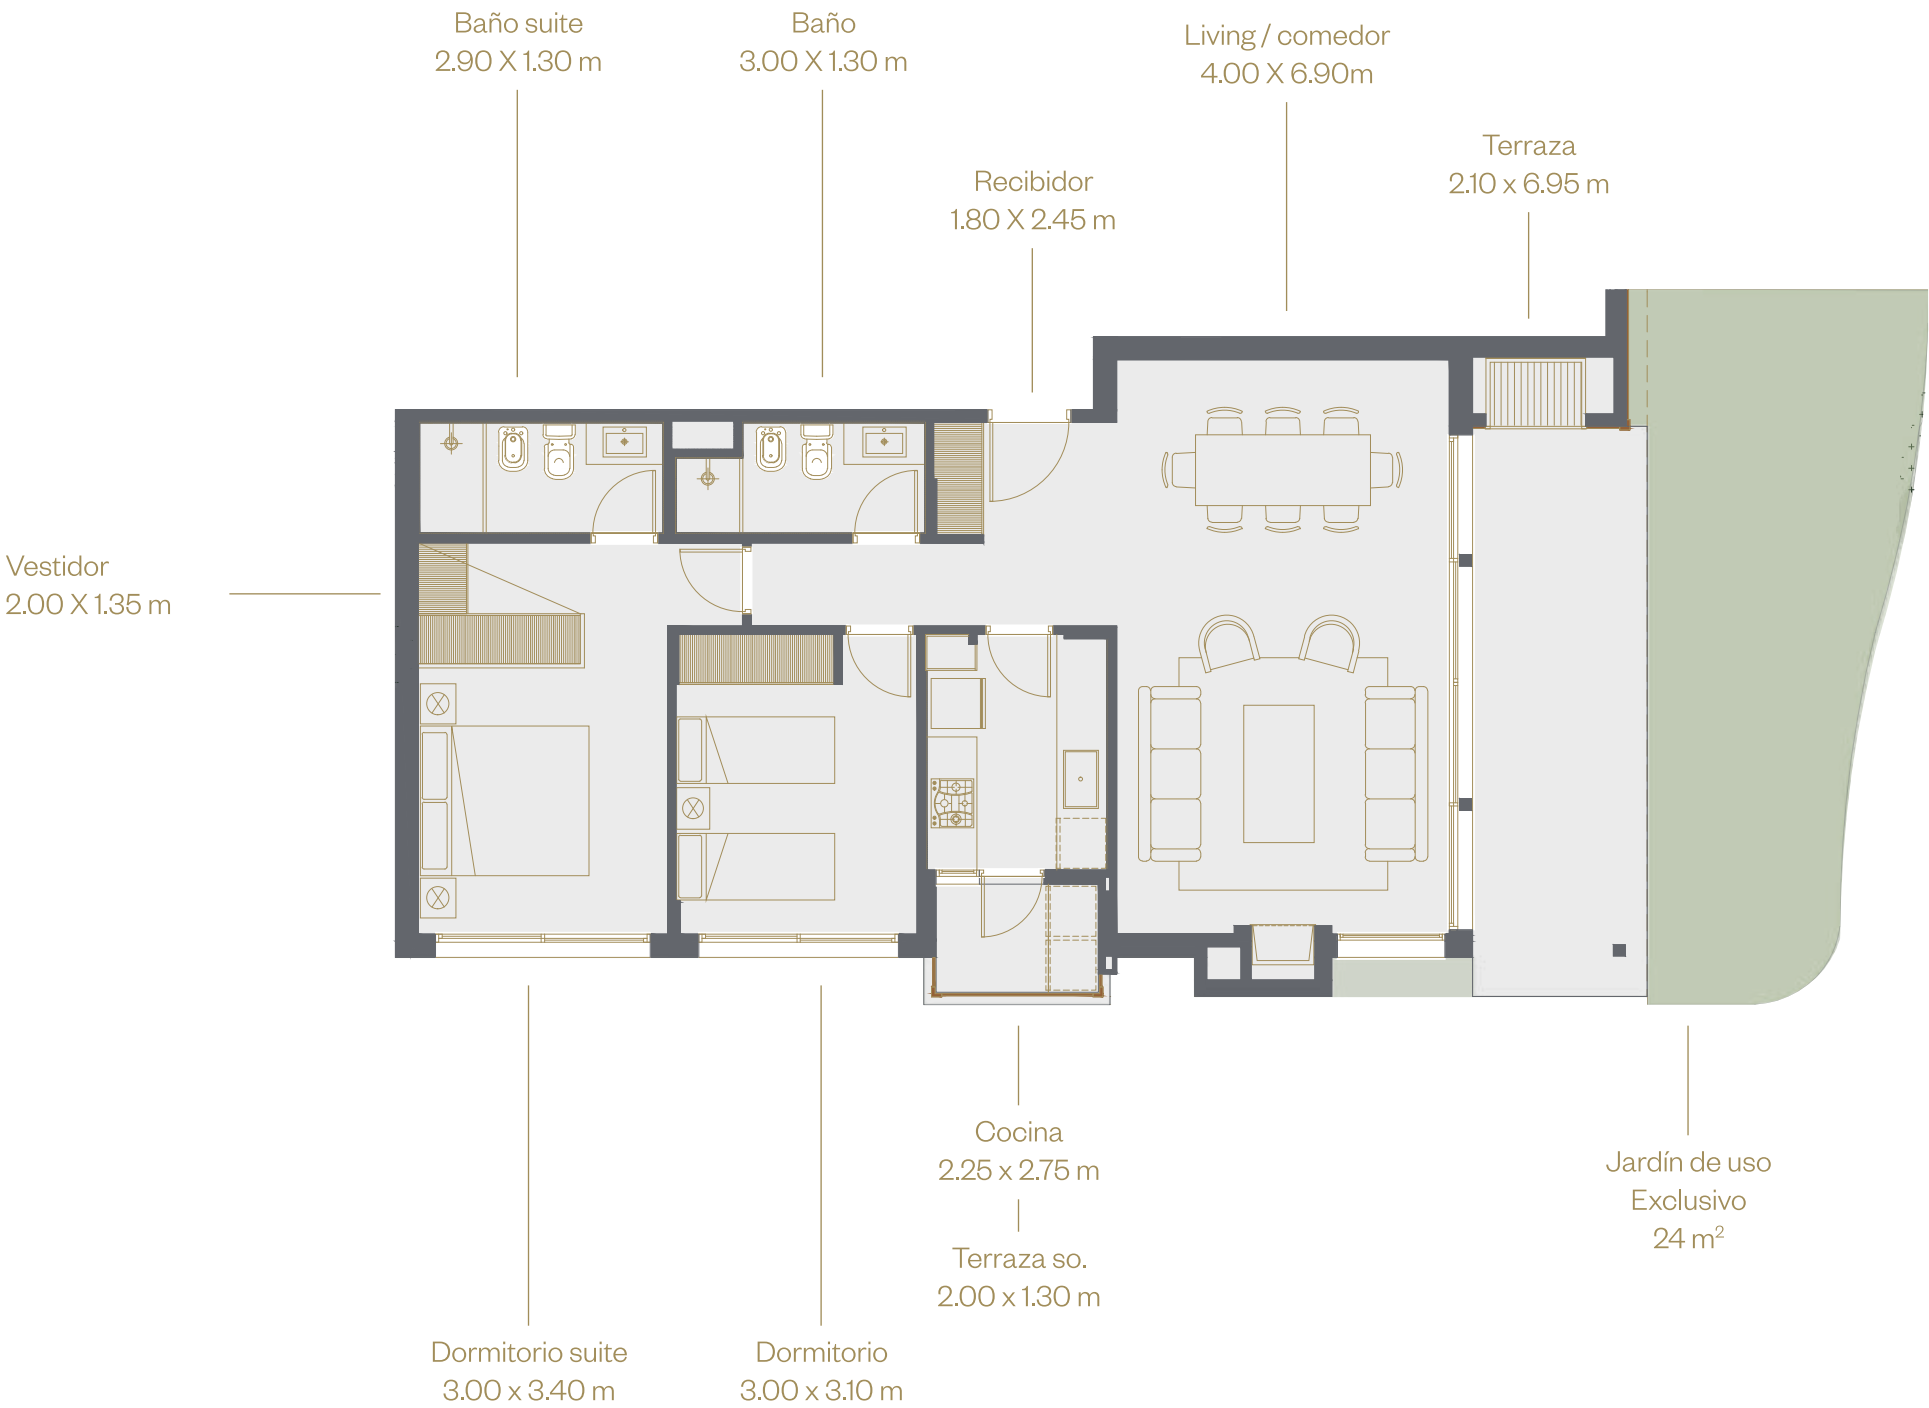 Baño suite
2.90 X 1.30 m
Baño
3.00 X 1.30 m
Living / comedor
4.00 X 6.90m
Terraza
2.10 x 6.95 m
Recibidor
1.80 X 2.45 m
Vestidor
2.00 X 1.35 m
Cocina
2.25 x 2.75 m
Terraza so.
2.00 x 1.30 m
Jardín de uso
Exclusivo
24 m²
Dormitorio suite
3.00 x 3.40 m
Dormitorio
3.00 x 3.10 m